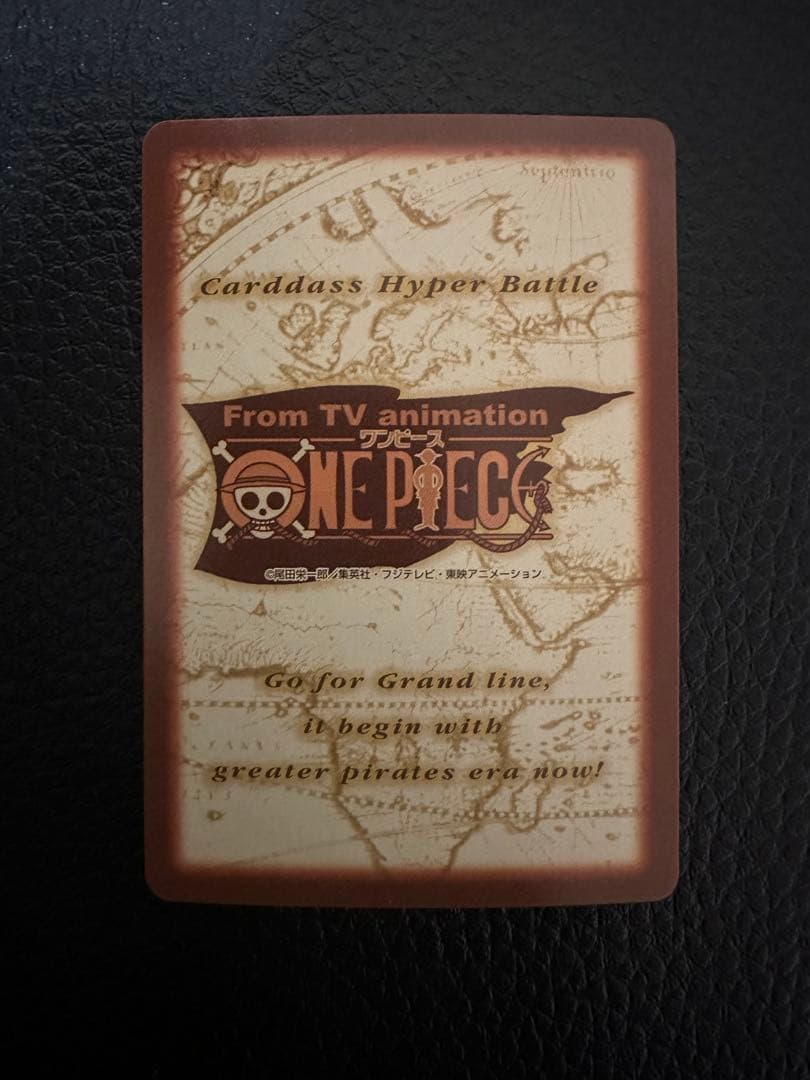 Septentrio
Carddass Hyper Battle
From TV animation
ワンピース
ONE PIECE
©尾田栄一郎／集英社・フジテレビ・東映アニメーション
Go for Grand line,
it begin with
greater pirates era now!